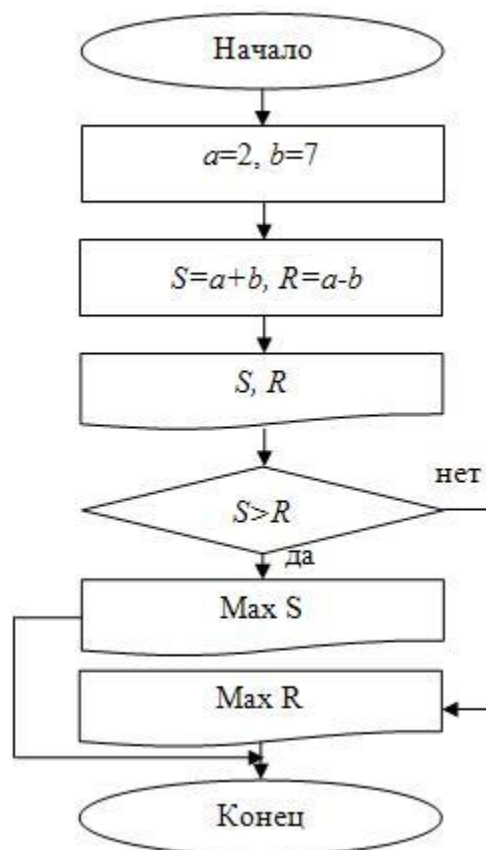 Начало
a=2, b=7
S=a+b, R=a-b
S, R
нет
S>R
да
Max S
Max R
Конец